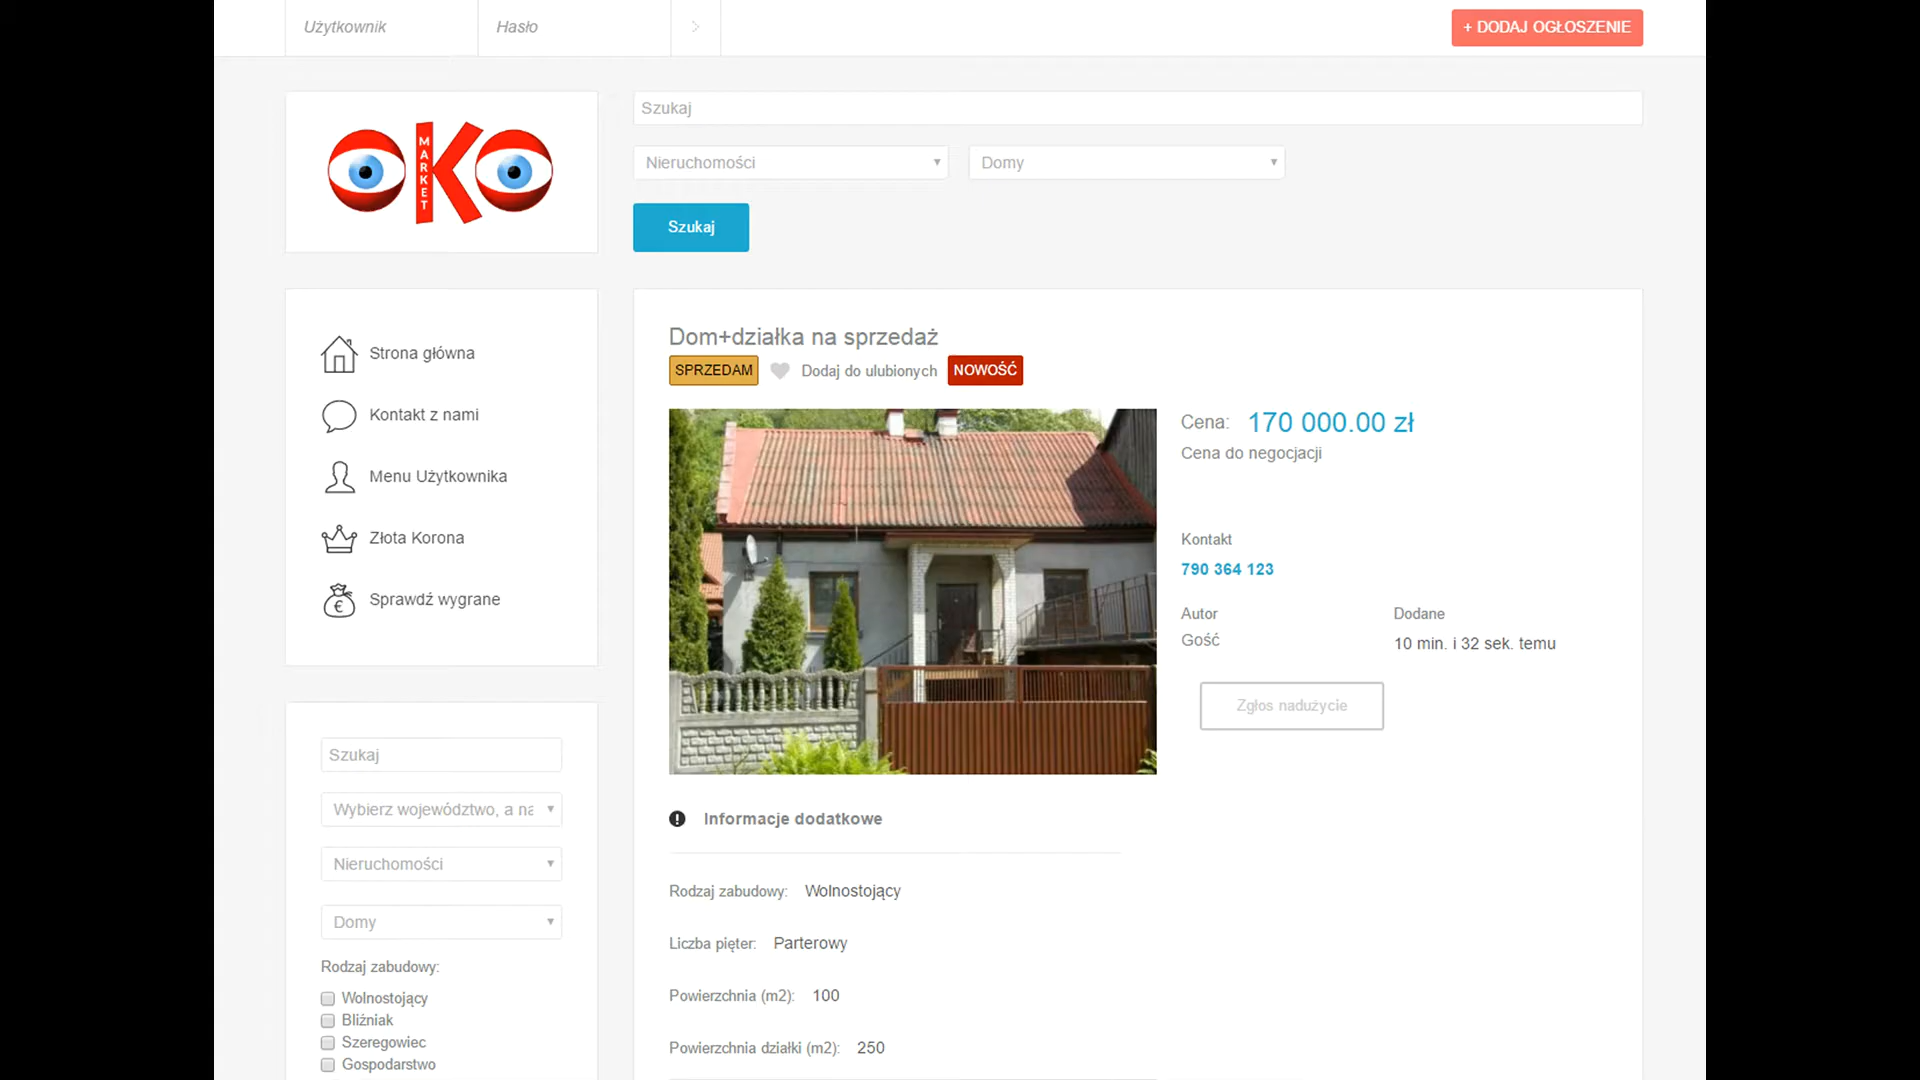 Użytkownik
Hasło
+ DODAJ OGŁOSZENIE
OKO
MARKET
Szukaj
Nieruchomości
Domy
Szukaj
Strona główna
Kontakt z nami
Menu Użytkownika
Złota Korona
Sprawdź wygrane
Szukaj
Wybierz województwo, a na
Nieruchomości
Domy
Rodzaj zabudowy:
Wolnostojący
Bliźniak
Szeregowiec
Gospodarstwo
Dom+działka na sprzedaż
SPRZEDAM Dodaj do ulubionych NOWOŚĆ
Cena: 170 000.00 zł
Cena do negocjacji
Kontakt
790 364 123
Autor
Gość
Dodane
10 min. i 32 sek. temu
Zgłos nadużycie
Informacje dodatkowe
Rodzaj zabudowy: Wolnostojący
Liczba pięter: Parterowy
Powierzchnia (m2): 100
Powierzchnia działki (m2): 250